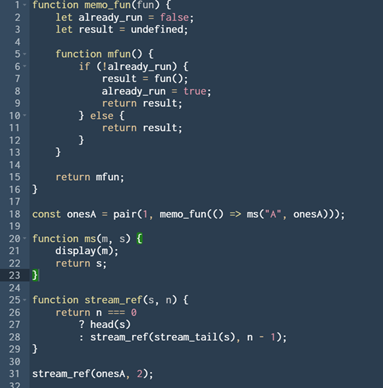 1 function memo_fun(fun) {
2 let already_run = false;
3 let result = undefined;
4
5 function mfun() {
6 if (!already_run) {
7 result = fun();
8 already_run = true;
9 return result;
10 } else {
11 return result;
12 }
13 }
14
15 return mfun;
16 }
17
18 const onesA = pair(1, memo_fun(() => ms("A", onesA)));
19
20 function ms(m, s) {
21 display(m);
22 return s;
23 }
24
25 function stream_ref(s, n) {
26 return n === 0
27 ? head(s)
28 : stream_ref(stream_tail(s), n - 1);
29 }
30
31 stream_ref(onesA, 2);
32